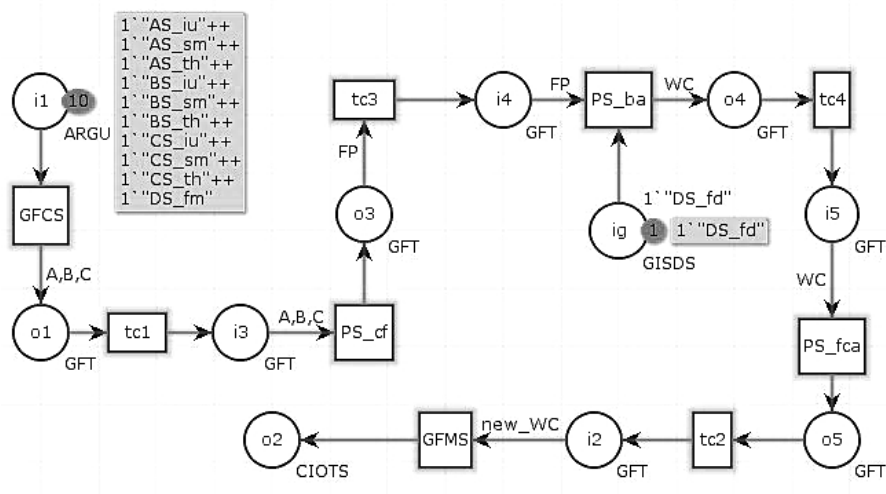 1`"AS_iu"++
1`"AS_sm"++
1`"AS_th"++
1`"BS_iu"++
1`"BS_sm"++
1`"BS_th"++
1`"CS_iu"++
1`"CS_sm"++
1`"CS_th"++
1`"DS_fm"
i1
10
ARGU
GFCS
A,B,C
o1
GFT
tc1
i3
GFT
A,B,C
PS_cf
o3
GFT
FP
tc3
i4
GFT
FP
PS_ba
WC
o4
GFT
tc4
1`"DS_fd"
ig
1
1`"DS_fd"
GISDS
i5
GFT
WC
PS_fca
o5
GFT
tc2
i2
GFT
new_WC
GFMS
o2
CIOTS